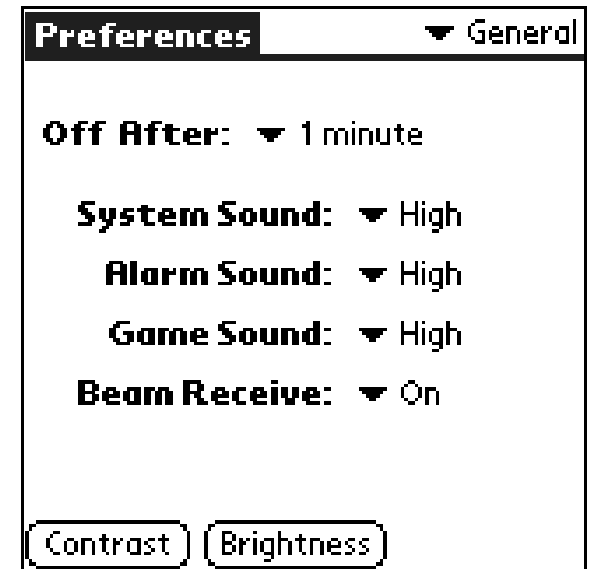 Preferences General
Off After: 1 minute
System Sound: High
Alarm Sound: High
Game Sound: High
Beam Receive: On
Contrast Brightness